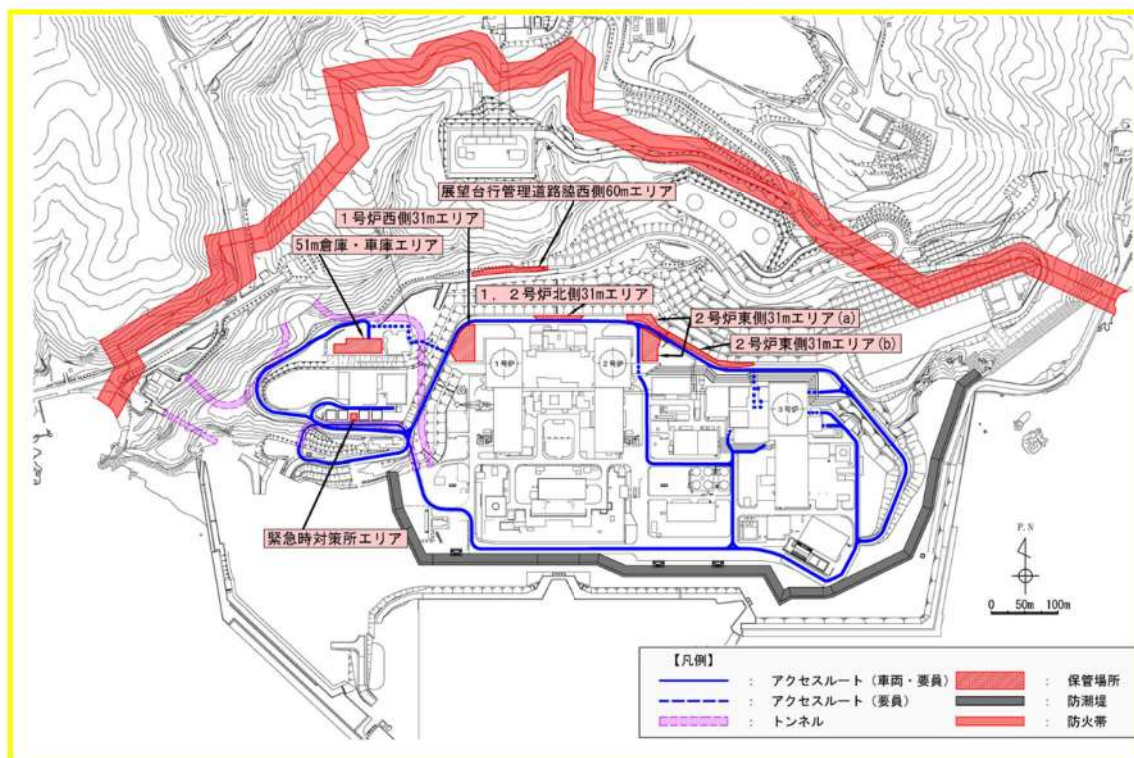 展望台行管理道路脇西側60mエリア
1号炉西側31mエリア
51m倉庫・車庫エリア
1,2号炉北側31mエリア
2号炉東側31mエリア(a)
2号炉東側31mエリア(b)
1号炉
2号炉
3号炉
緊急時対策所エリア
P.N
0 50m 100m
【凡例】
: アクセスルート(車両・要員)
: 保管場所
: アクセスルート(要員)
: 防潮堤
: トンネル
: 防火帯